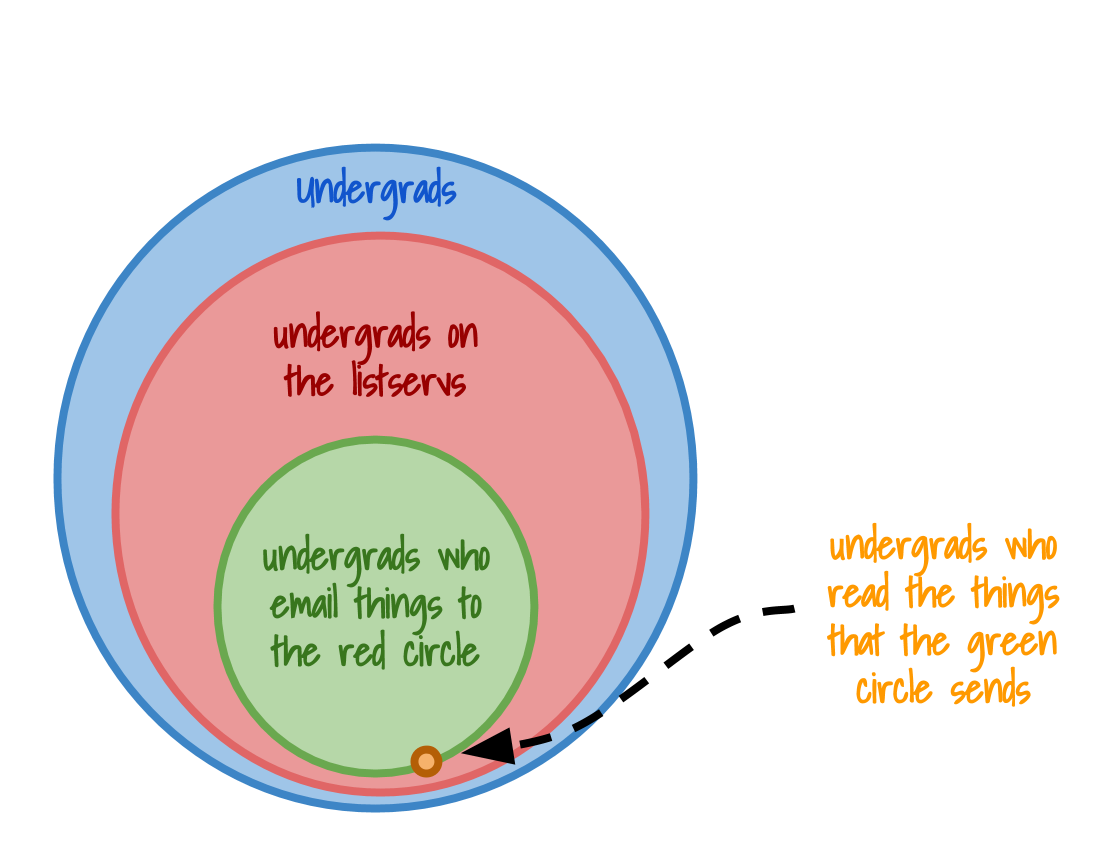 Undergrads
undergrads on
the listservs
undergrads who
email things to
the red circle
undergrads who
read the things
that the green
circle sends